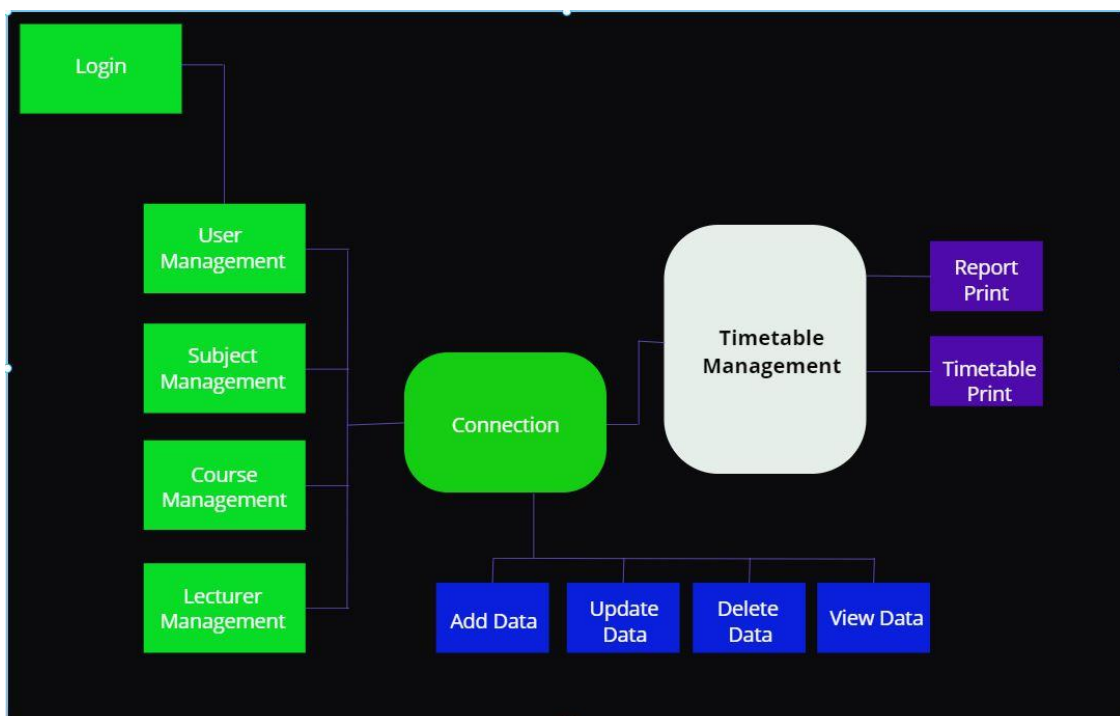 Login
User
Management
Subject
Management
Course
Management
Lecturer
Management
Connection
Timetable
Management
Report
Print
Timetable
Print
Add Data
Update
Data
Delete
Data
View Data